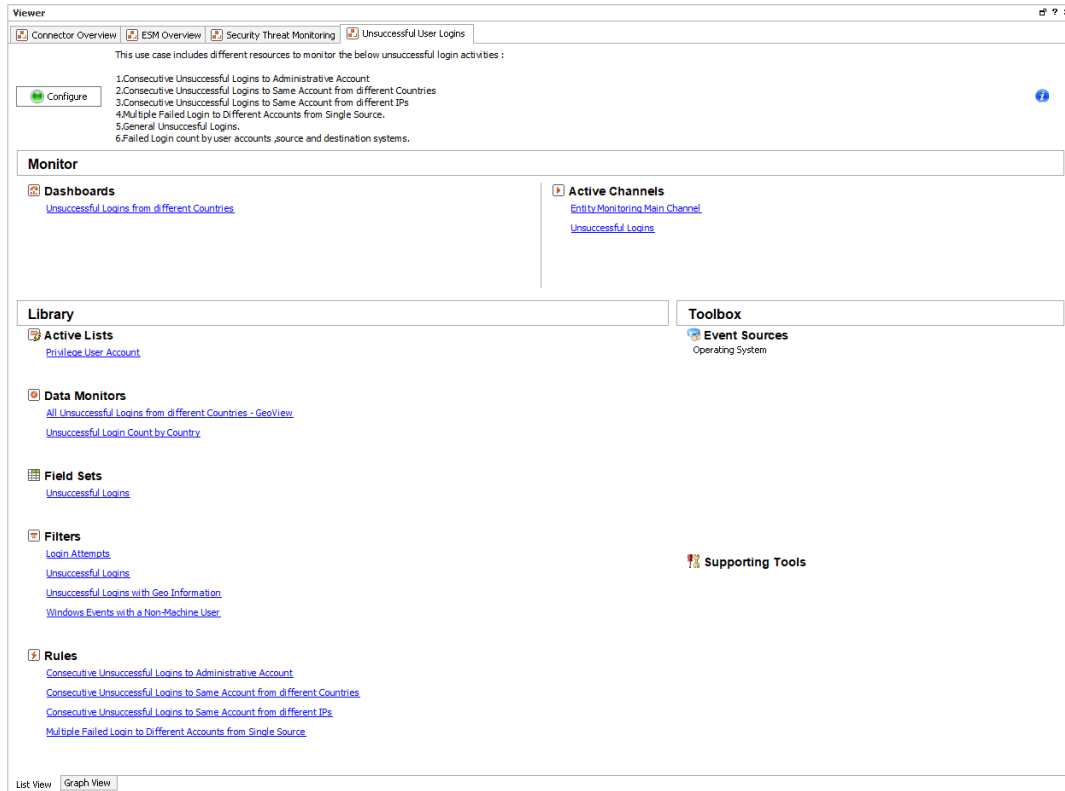 Viewer
?
Connector Overview
ESM Overview
Security Threat Monitoring
Unsuccessful User Logins
This use case includes different resources to monitor the below unsuccessful login activities :
Configure
1.Consecutive Unsuccessful Logins to Administrative Account
2.Consecutive Unsuccessful Logins to Same Account from different Countries
3.Consecutive Unsuccessful Logins to Same Account from different IPs
4.Multiple Failed Login to Different Accounts from Single Source.
5.General Unsuccesful Logins.
6.Failed Login count by user accounts ,source and destination systems.
Monitor
Dashboards
Unsuccessful Logins from different Countries
Active Channels
Entity Monitoring Main Channel
Unsuccessful Logins
Library
Active Lists
Privilege User Account
Data Monitors
All Unsuccessful Logins from different Countries - GeoView
Unsuccessful Login Count by Country
Field Sets
Unsuccessful Logins
Filters
Login Attempts
Unsuccessful Logins
Unsuccessful Logins with Geo Information
Windows Events with a Non-Machine User
Rules
Consecutive Unsuccessful Logins to Administrative Account
Consecutive Unsuccessful Logins to Same Account from different Countries
Consecutive Unsuccessful Logins to Same Account from different IPs
Multiple Failed Login to Different Accounts from Single Source
Toolbox
Event Sources
Operating System
Supporting Tools
List View
Graph View